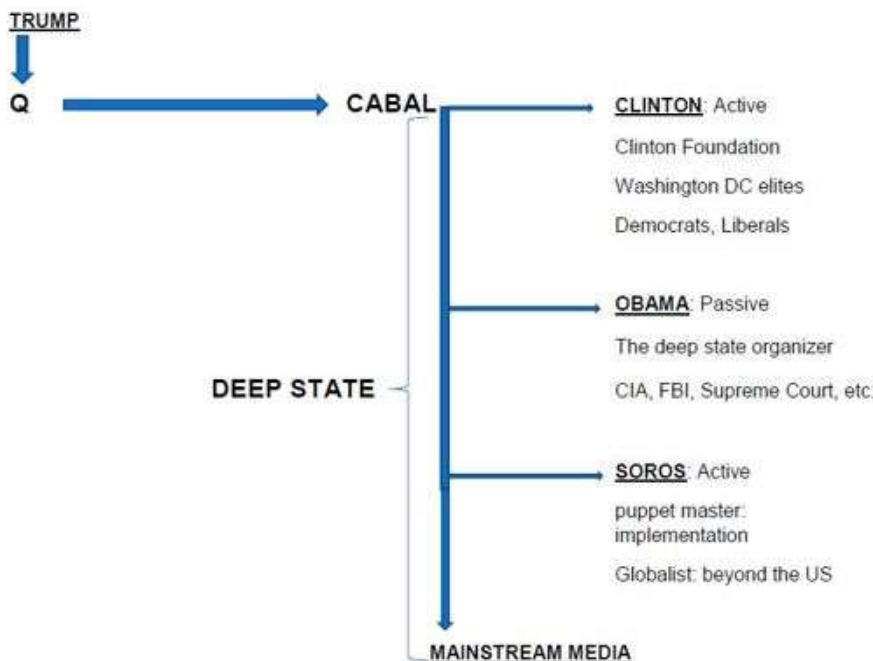 TRUMP
Q
CABAL
CLINTON: Active
Clinton Foundation
Washington DC elites
Democrats, Liberals
OBAMA: Passive
The deep state organizer
DEEP STATE
CIA, FBI, Supreme Court, etc.
SOROS: Active
puppet master:
implementation
Globalist: beyond the US
MAINSTREAM MEDIA